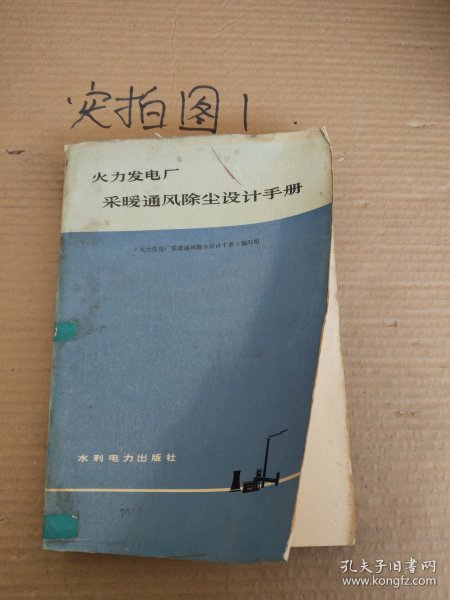 实拍图1
火力发电厂
采暖通风除尘设计手册
《火力发电厂采暖通风除尘设计手册》编写组
水利电力出版社
孔夫子旧书网
www.kongfz.com